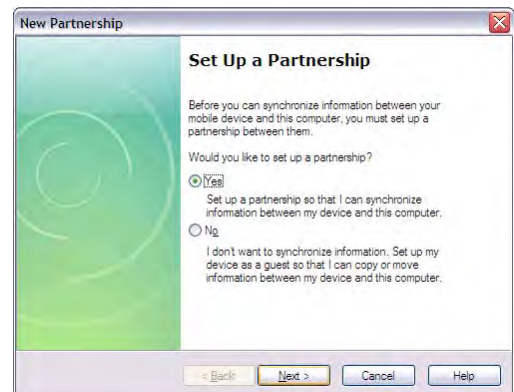 New Partnership
Set Up a Partnership
Before you can synchronize information between your
mobile device and this computer, you must set up a
partnership between them.
Would you like to set up a partnership?
Yes
Set up a partnership so that I can synchronize
information between my device and this computer.
No
I don't want to synchronize information. Set up my
device as a guest so that I can copy or move
information between my device and this computer.
< Back Next > Cancel Help